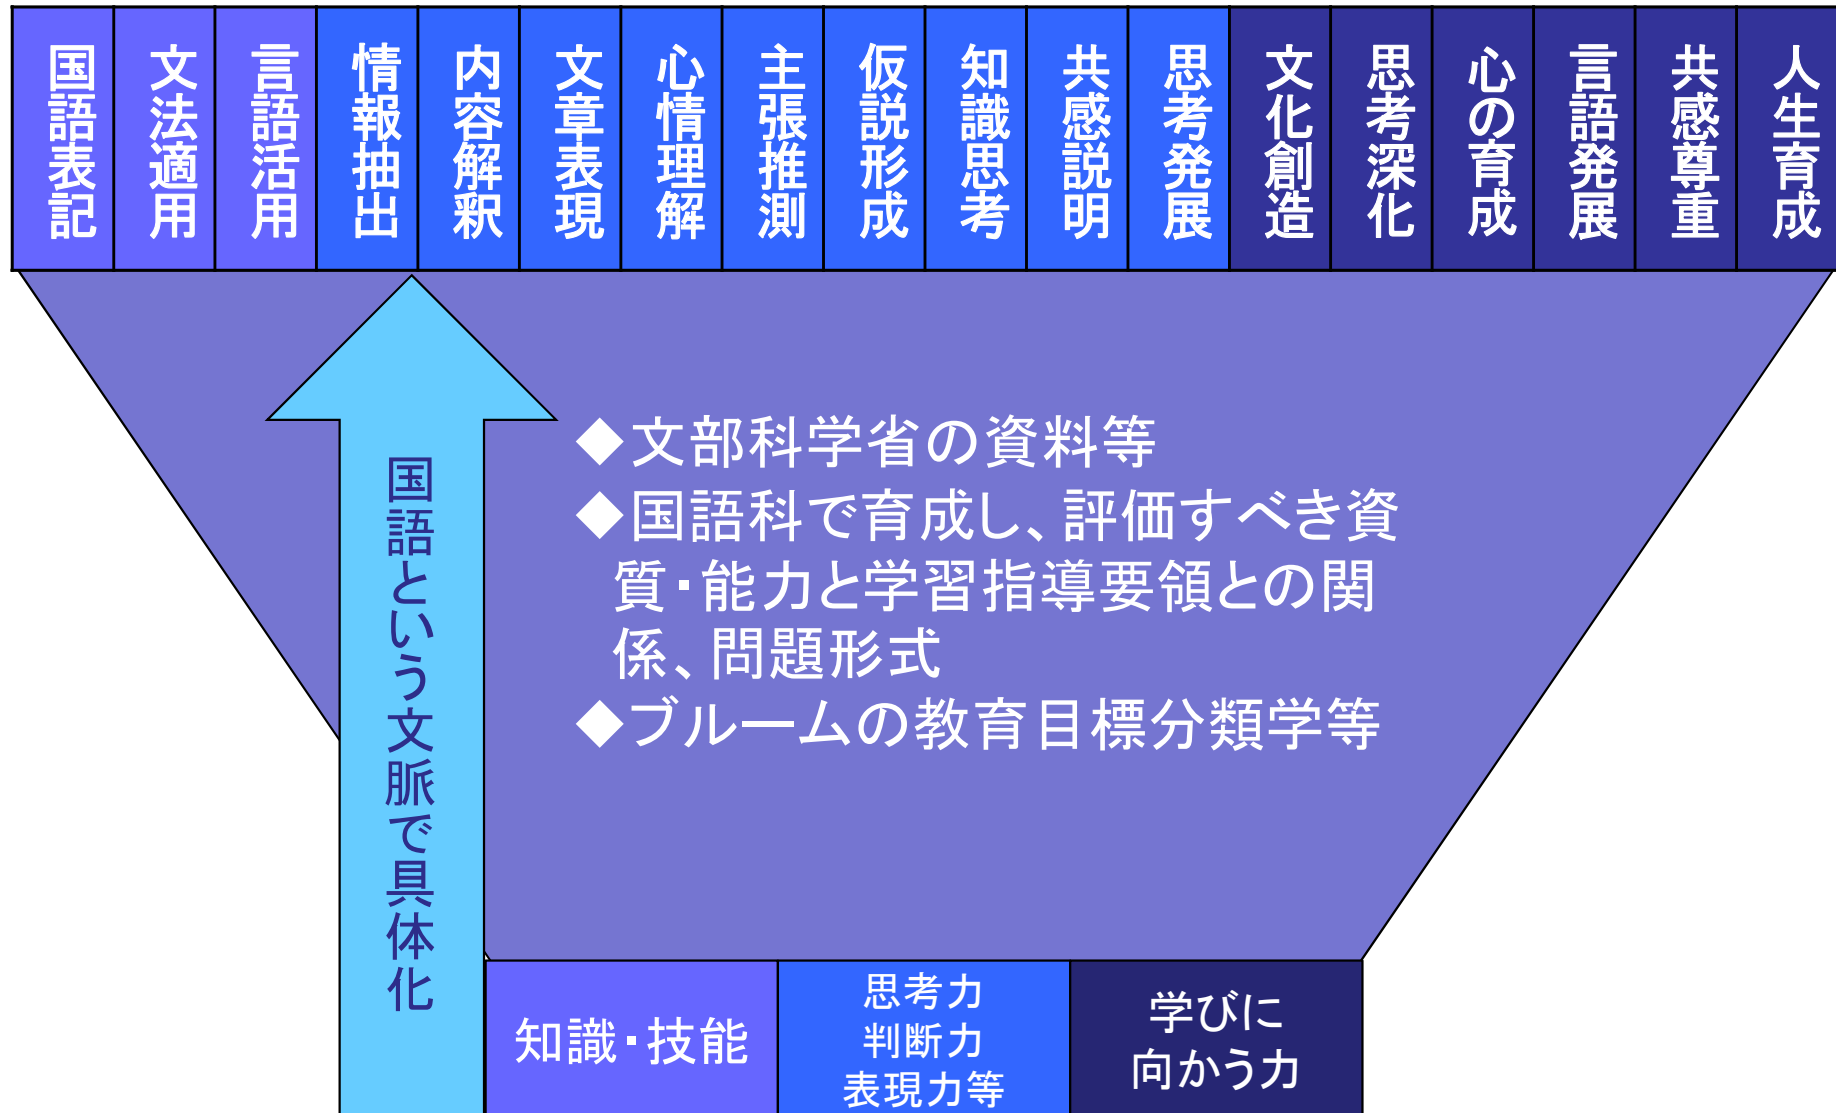 国語表記
文法適用
言語活用
情報抽出
内容解釈
文章表現
心情理解
主張推測
仮説形成
知識思考
共感説明
思考発展
文化創造
思考深化
心の育成
言語発展
共感尊重
人生育成
国語という文脈で具体化
◆文部科学省の資料等
◆国語科で育成し、評価すべき資
質・能力と学習指導要領との関
係、問題形式
◆ブルームの教育目標分類学等
知識・技能
思考力
判断力
表現力等
学びに
向かう力